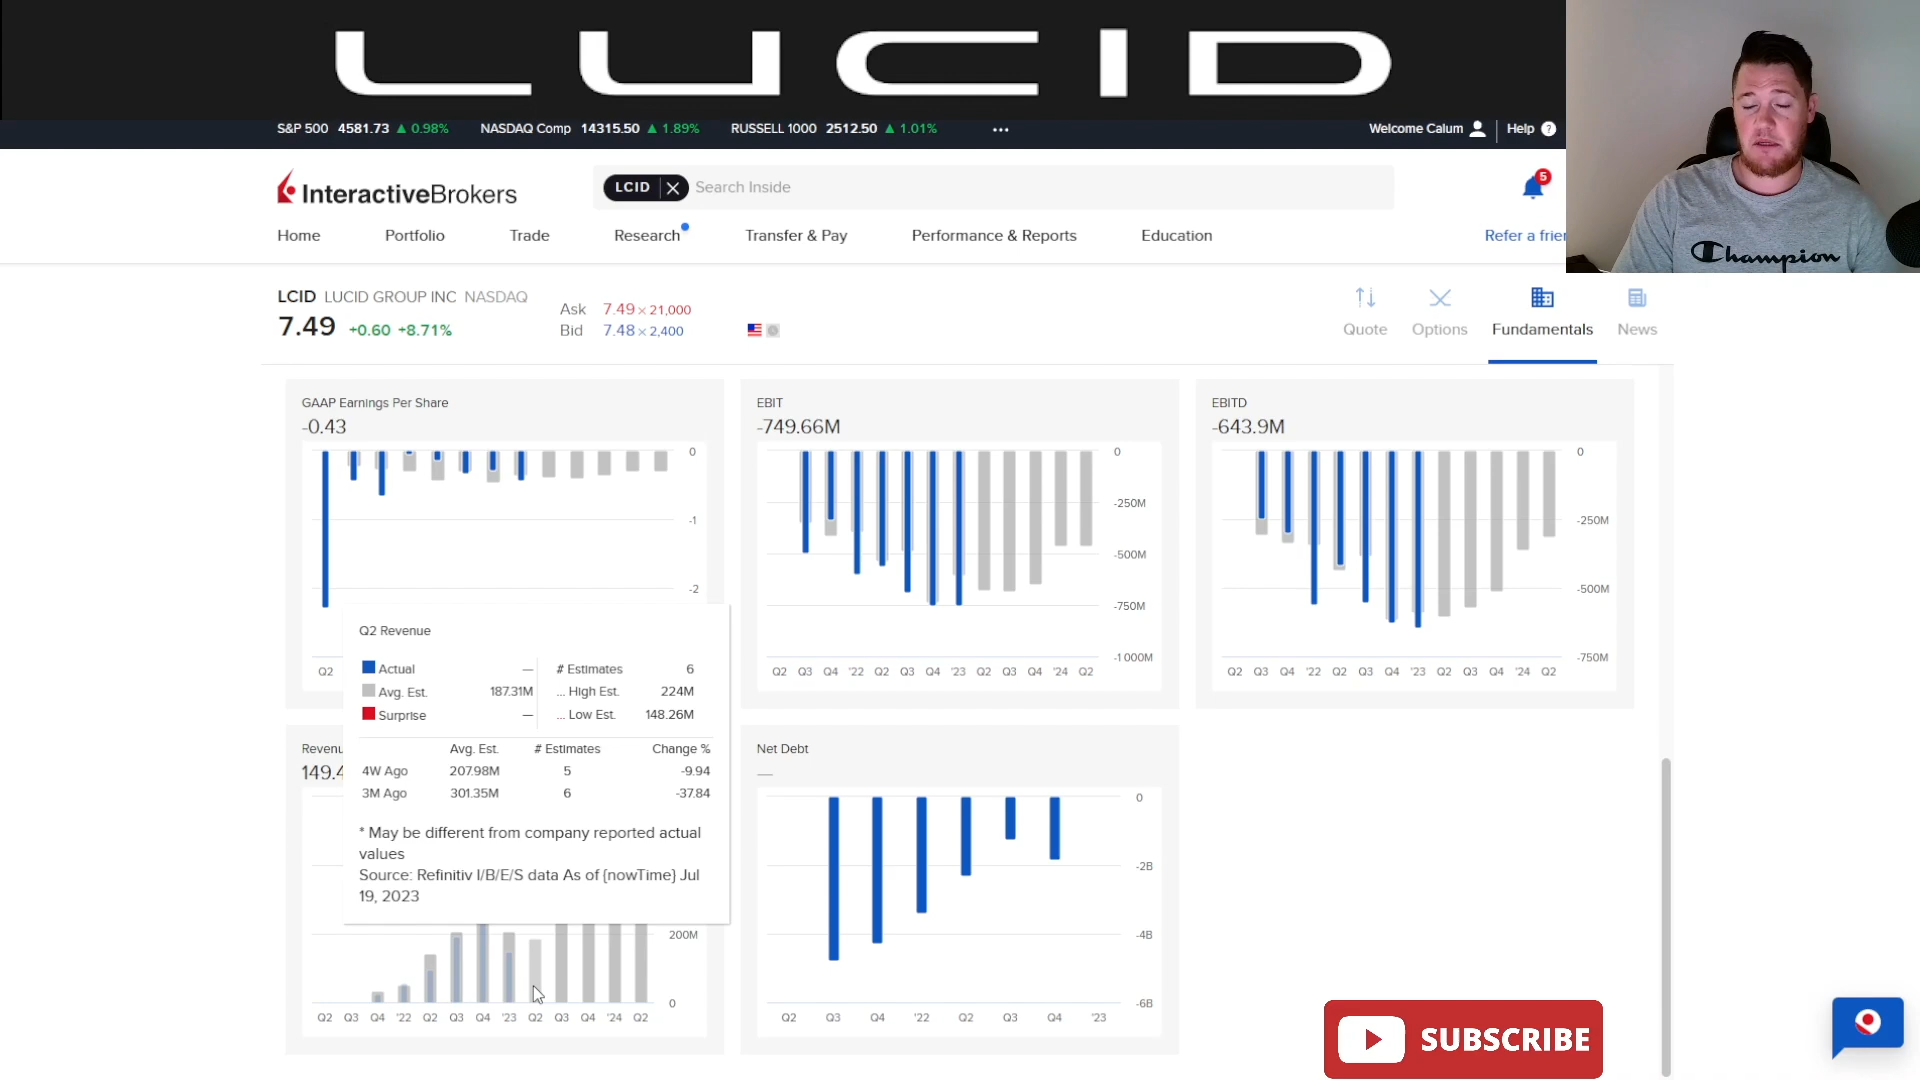 LUCID
S&P 500 4581.73 ▲ 0.98% NASDAQ Comp 14315.50 ▲ 1.89% RUSSELL 1000 2512.50 ▲ 1.01% ••• Welcome Calum Help ?
InteractiveBrokers LCID Search Inside 5
Home Portfolio Trade Research Transfer & Pay Performance & Reports Education Refer a frien
Champion
LCID LUCID GROUP INC NASDAQ
7.49 +0.60 +8.71%
Ask 7.49 × 21,000
Bid 7.48 × 2,400
Quote Options Fundamentals News
GAAP Earnings Per Share
-0.43
0
-1
-2
Q2
EBIT
-749.66M
0
-250M
-500M
-750M
-1 000M
Q2 Q3 Q4 '22 Q2 Q3 Q4 '23 Q2 Q3 Q4 '24 Q2
EBITD
-643.9M
0
-250M
-500M
-750M
Q2 Q3 Q4 '22 Q2 Q3 Q4 '23 Q2 Q3 Q4 '24 Q2
Q2 Revenue
Actual — # Estimates 6
Avg. Est. 187.31M ... High Est. 224M
Surprise — ... Low Est. 148.26M
Avg. Est. # Estimates Change %
4W Ago 207.98M 5 -9.94
3M Ago 301.35M 6 -37.84
* May be different from company reported actual
values
Source: Refinitiv I/B/E/S data As of {nowTime} Jul
19, 2023
Revenu
149.4
200M
0
Q2 Q3 Q4 '22 Q2 Q3 Q4 '23 Q2 Q3 Q4 '24 Q2
Net Debt
—
0
-2B
-4B
-6B
Q2 Q3 Q4 '22 Q2 Q3 Q4 '23
SUBSCRIBE